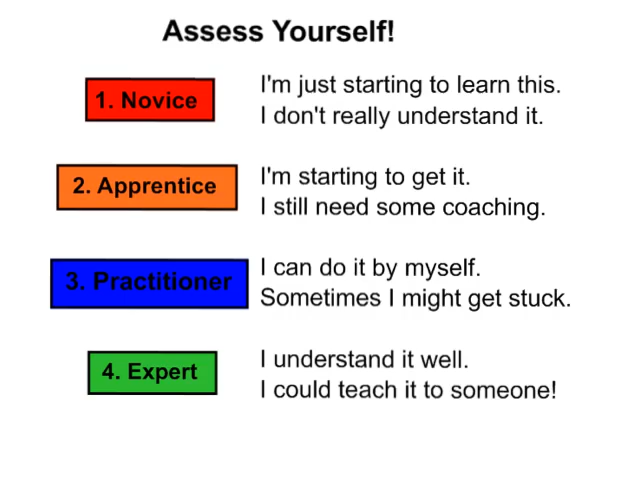 Assess Yourself!
1. Novice
I'm just starting to learn this.
I don't really understand it.
2. Apprentice
I'm starting to get it.
I still need some coaching.
3. Practitioner
I can do it by myself.
Sometimes I might get stuck.
4. Expert
I understand it well.
I could teach it to someone!